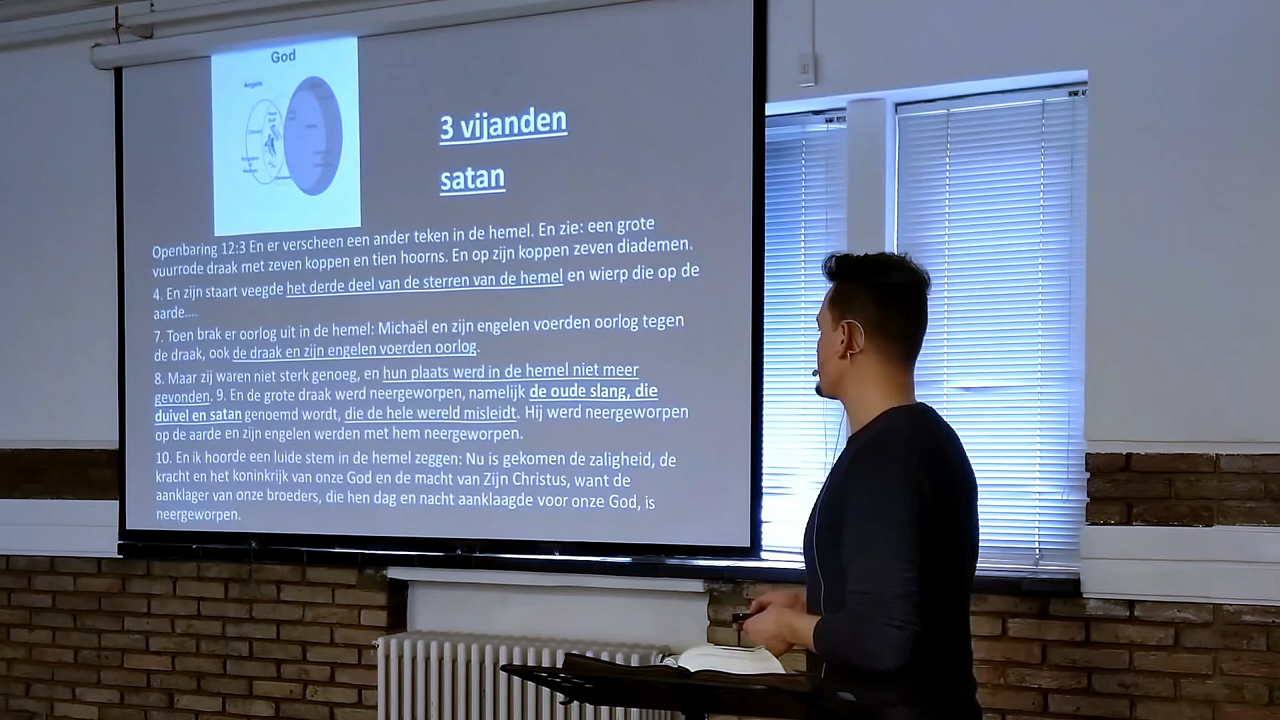 God
Angels
3 vijanden
satan
Openbaring 12:3 En er verscheen een ander teken in de hemel. En zie: een grote
vuurrode draak met zeven koppen en tien hoorns. En op zijn koppen zeven diademen.
4. En zijn staart veegde het derde deel van de sterren van de hemel en wierp die op de
aarde....
7. Toen brak er oorlog uit in de hemel: Michaël en zijn engelen voerden oorlog tegen
de draak, ook de draak en zijn engelen voerden oorlog.
8. Maar zij waren niet sterk genoeg, en hun plaats werd in de hemel niet meer
gevonden. 9. En de grote draak werd neergeworpen, namelijk de oude slang, die
duivel en satan genoemd wordt, die de hele wereld misleidt. Hij werd neergeworpen
op de aarde en zijn engelen werden met hem neergeworpen.
10. En ik hoorde een luide stem in de hemel zeggen: Nu is gekomen de zaligheid, de
kracht en het koninkrijk van onze God en de macht van Zijn Christus, want de
aanklager van onze broeders, die hen dag en nacht aanklaagde voor onze God, is
neergeworpen.